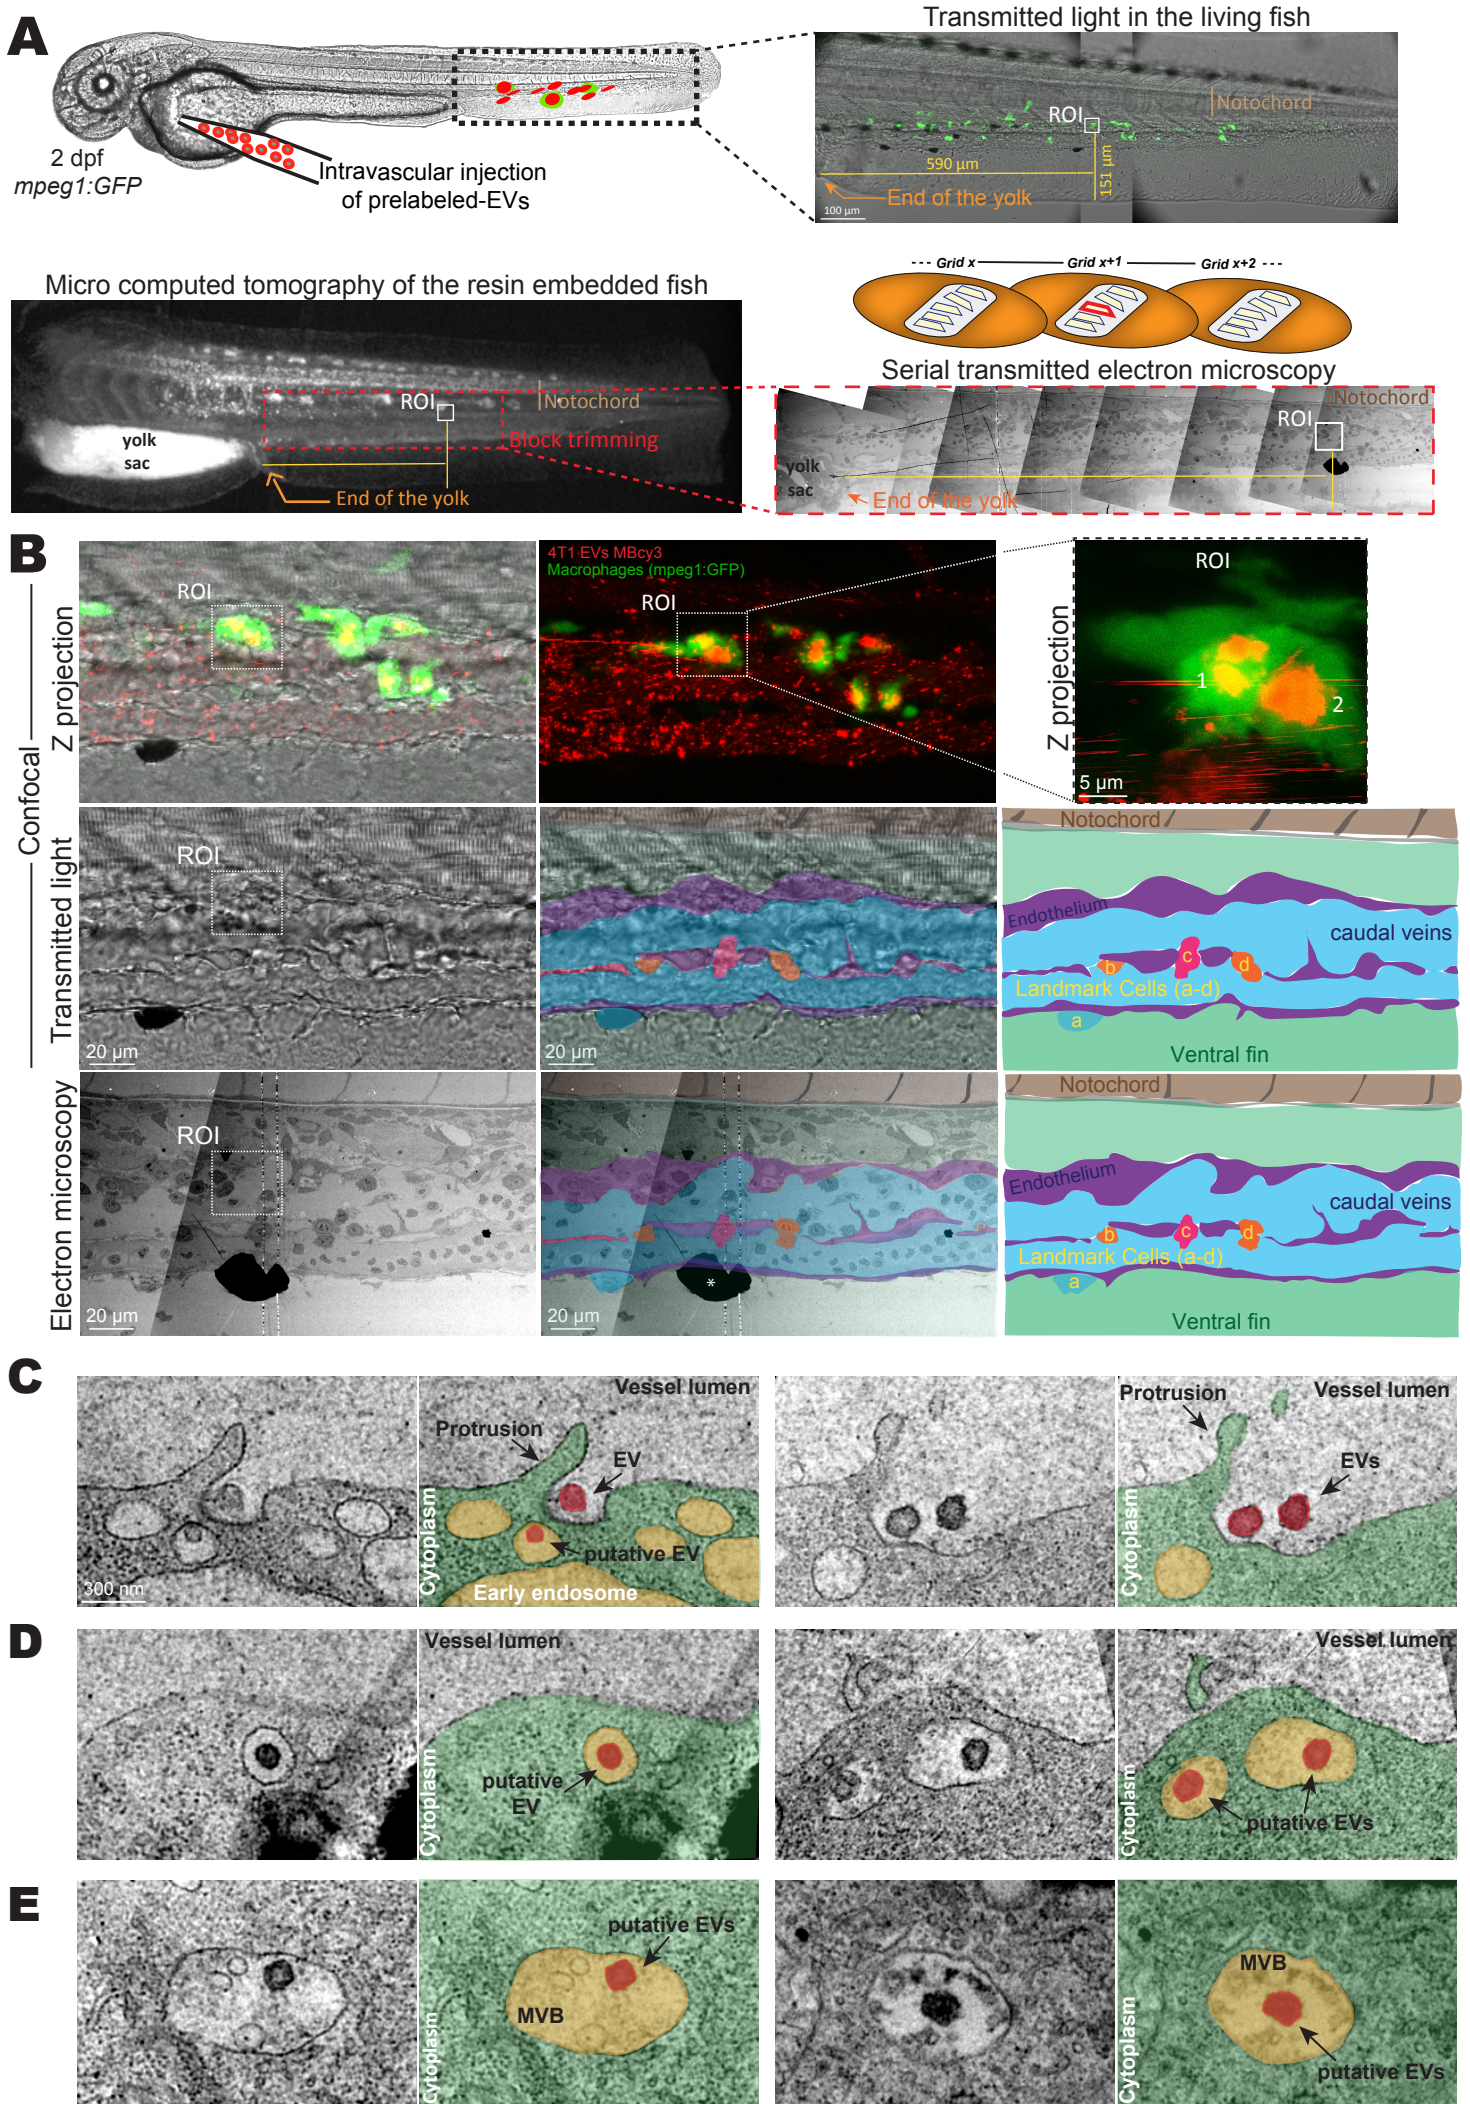 A
Transmitted light in the living fish
Notochord
ROI
590 µm
151 µm
End of the yolk
100 µm
2 dpf
mpeg1:GFP
Intravascular injection
of prelabeled-EVs
Micro computed tomography of the resin embedded fish
ROI
Notochord
Block trimming
yolk
sac
End of the yolk
Grid x
Grid x+1
Grid x+2
Serial transmitted electron microscopy
Notochord
ROI
yolk
sac
End of the yolk
B
Confocal
Z projection
ROI
4T1 EVs MBcy3
Macrophages (mpeg1:GFP)
ROI
Z projection
ROI
1
2
5 µm
Transmitted light
ROI
20 µm
Notochord
Endothelium
caudal veins
b
c
d
Landmark Cells (a-d)
a
Ventral fin
Electron microscopy
ROI
20 µm
*
Notochord
Endothelium
caudal veins
b
c
d
Landmark Cells (a-d)
a
Ventral fin
C
300 nm
Vessel lumen
Protrusion
EV
putative EV
Cytoplasm
Early endosome
Protrusion
Vessel lumen
EVs
Cytoplasm
D
Vessel lumen
putative
EV
Cytoplasm
Vessel lumen
putative EVs
Cytoplasm
E
putative EVs
MVB
Cytoplasm
MVB
putative EVs
Cytoplasm